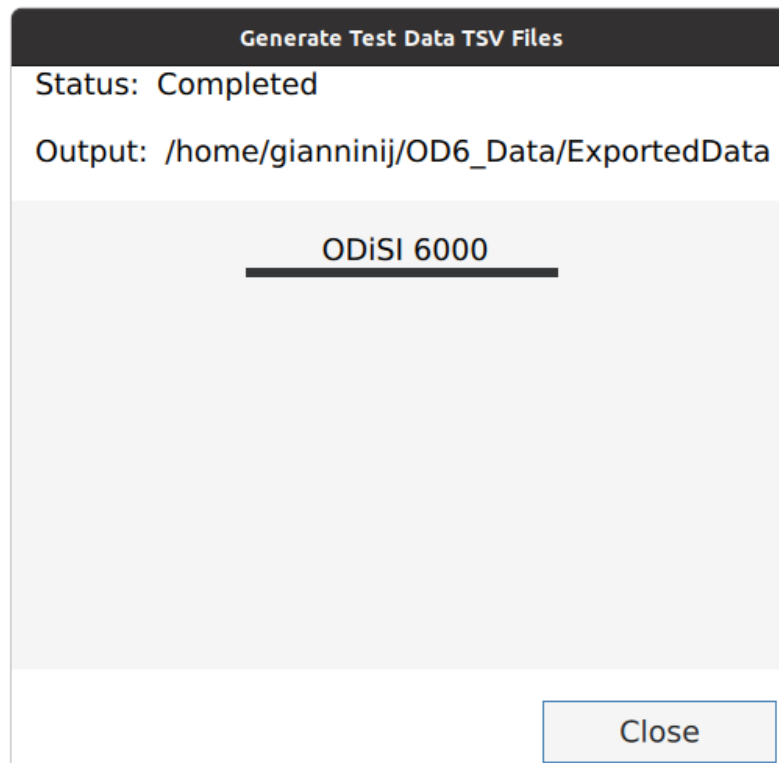 Generate Test Data TSV Files
Status: Completed
Output: /home/gianninij/OD6_Data/ExportedData
ODiSI 6000
Close